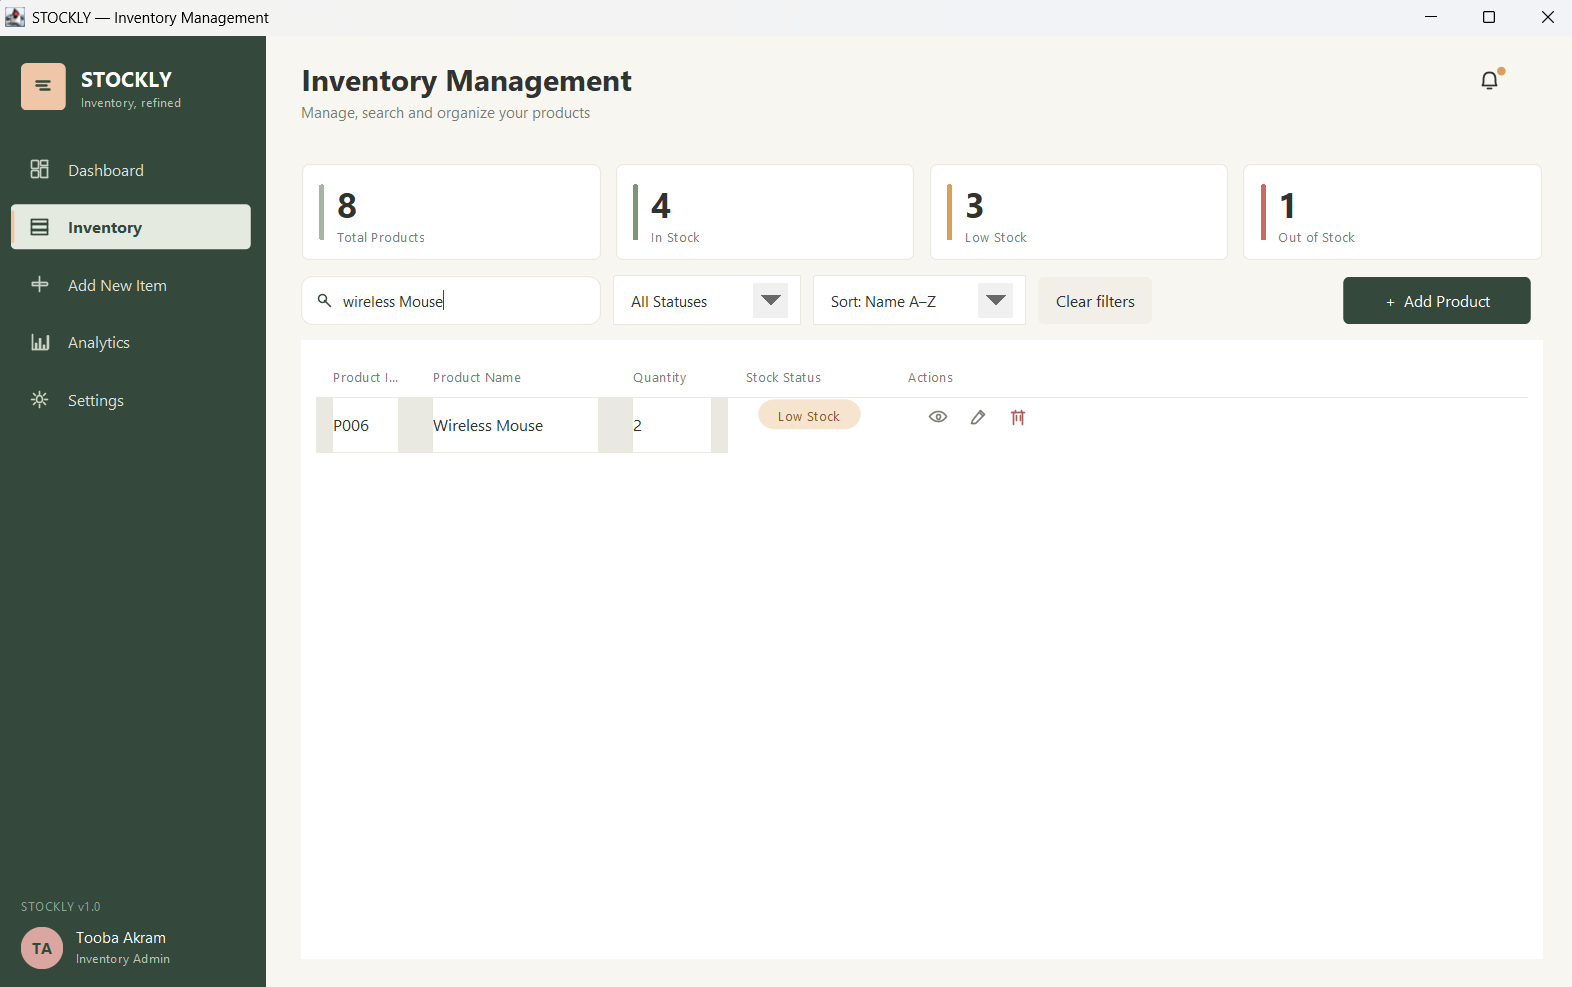 STOCKLY — Inventory Management
STOCKLY
Inventory, refined
Dashboard
Inventory
Add New Item
Analytics
Settings
STOCKLY v1.0
TA
Tooba Akram
Inventory Admin
Inventory Management
Manage, search and organize your products
8
Total Products
4
In Stock
3
Low Stock
1
Out of Stock
wireless Mouse
All Statuses
Sort: Name A–Z
Clear filters
+ Add Product
Product I... Product Name Quantity Stock Status Actions
P006 Wireless Mouse 2 Low Stock